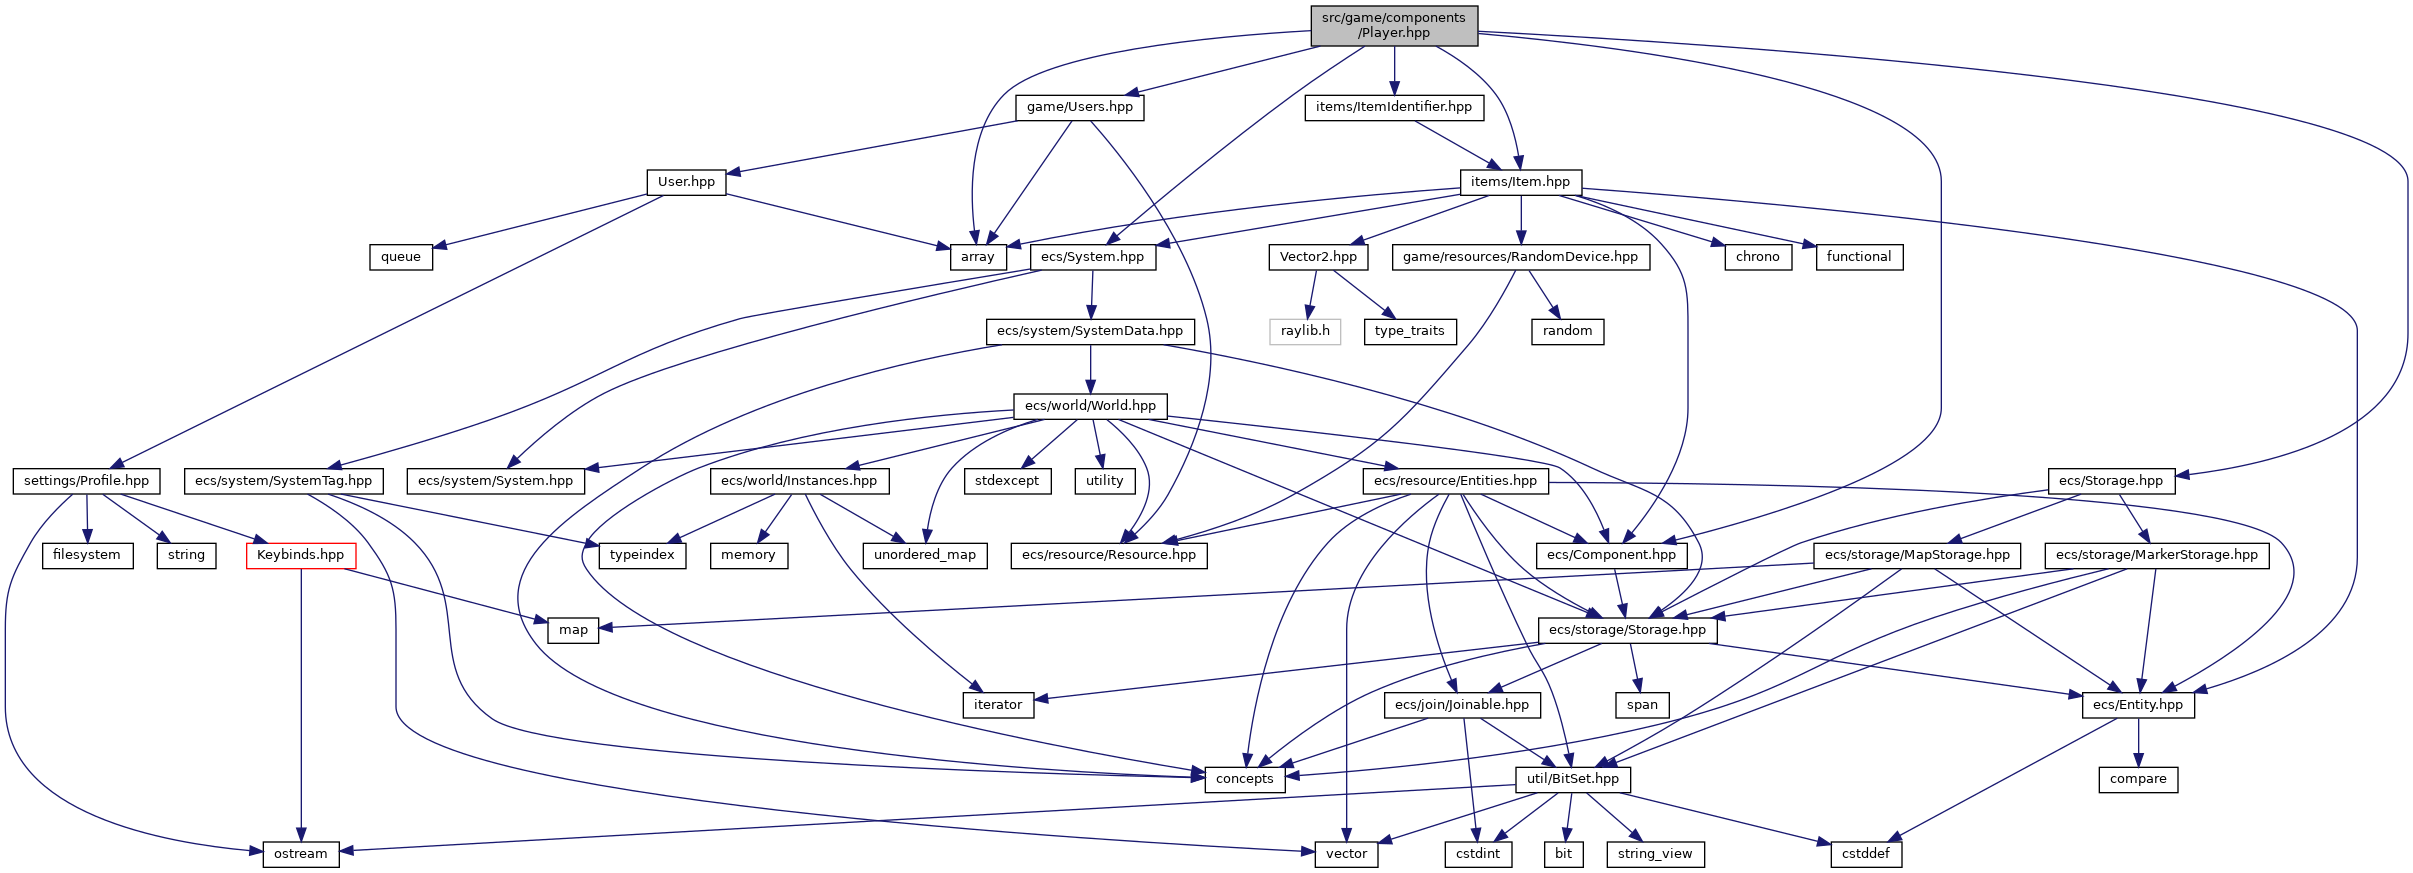 src/game/components
/Player.hpp
game/Users.hpp
items/ItemIdentifier.hpp
User.hpp
items/Item.hpp
queue
array
ecs/System.hpp
Vector2.hpp
game/resources/RandomDevice.hpp
chrono
functional
ecs/system/SystemData.hpp
raylib.h
type_traits
random
ecs/world/World.hpp
settings/Profile.hpp
ecs/system/SystemTag.hpp
ecs/system/System.hpp
ecs/world/Instances.hpp
stdexcept
utility
ecs/resource/Entities.hpp
ecs/Storage.hpp
filesystem
string
Keybinds.hpp
typeindex
memory
unordered_map
ecs/resource/Resource.hpp
ecs/Component.hpp
ecs/storage/MapStorage.hpp
ecs/storage/MarkerStorage.hpp
map
ecs/storage/Storage.hpp
iterator
ecs/join/Joinable.hpp
span
ecs/Entity.hpp
concepts
util/BitSet.hpp
compare
ostream
vector
cstdint
bit
string_view
cstddef